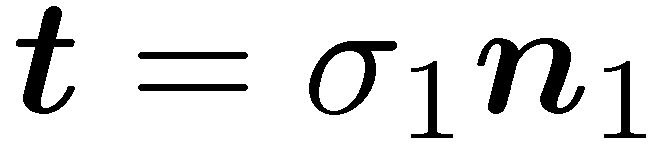 𝒕 = σ₁𝒏₁